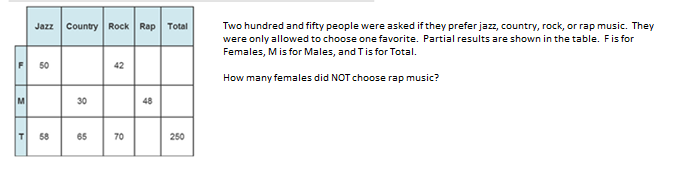 Jazz Country Rock Rap Total
F 50 42
M 30 48
T 58 65 70 250
Two hundred and fifty people were asked if they prefer jazz, country, rock, or rap music. They
were only allowed to choose one favorite. Partial results are shown in the table. F is for
Females, M is for Males, and T is for Total.
How many females did NOT choose rap music?